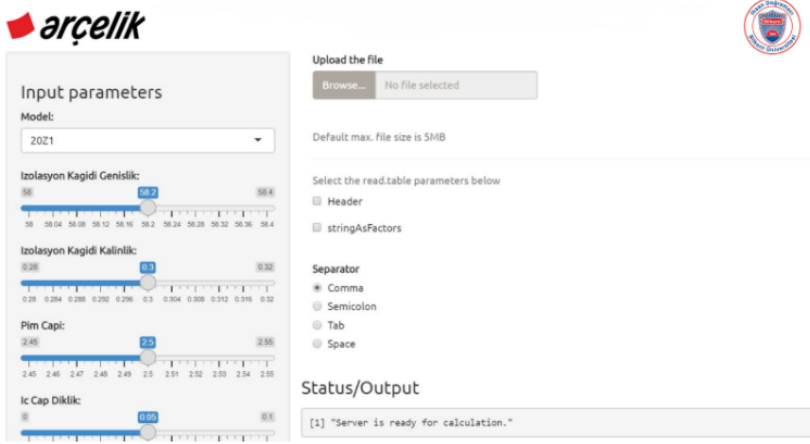 arçelik
İhsan Doğramacı
Bilkent Üniversitesi
Input parameters
Model:
20Z1
Izolasyon Kagidi Genislik:
58 58.2 58.4
58 58.04 58.08 58.12 58.16 58.2 58.24 58.28 58.32 58.36 58.4
Izolasyon Kagidi Kalinlik:
0.28 0.3 0.32
0.28 0.284 0.288 0.292 0.296 0.3 0.304 0.308 0.312 0.316 0.32
Pim Capi:
2.45 2.5 2.55
2.45 2.46 2.47 2.48 2.49 2.5 2.51 2.52 2.53 2.54 2.55
Ic Cap Diklik:
0 0.05 0.1
Upload the file
Browse... No file selected
Default max. file size is 5MB
Select the read.table parameters below
Header
stringAsFactors
Separator
Comma
Semicolon
Tab
Space
Status/Output
[1] "Server is ready for calculation."